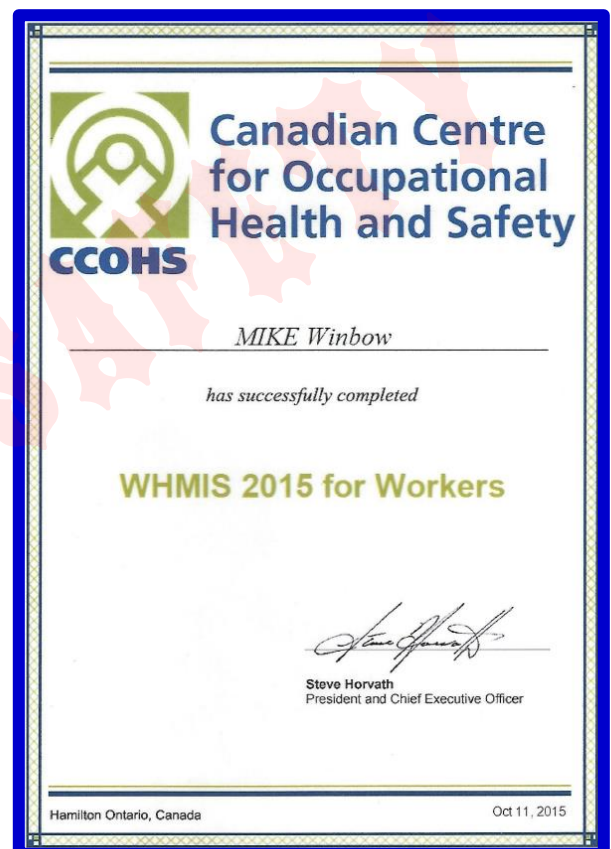 CCOHS
Canadian Centre
for Occupational
Health and Safety
MIKE Winbow
has successfully completed
WHMIS 2015 for Workers
Steve Horvath
President and Chief Executive Officer
Hamilton Ontario, Canada
Oct 11, 2015
SAFETY